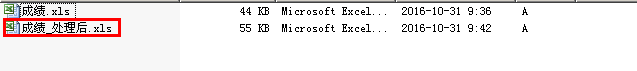 成绩.xls 44 KB Microsoft Excel... 2016-10-31 9:36 A
成绩_处理后.xls 55 KB Microsoft Excel... 2016-10-31 9:42 A